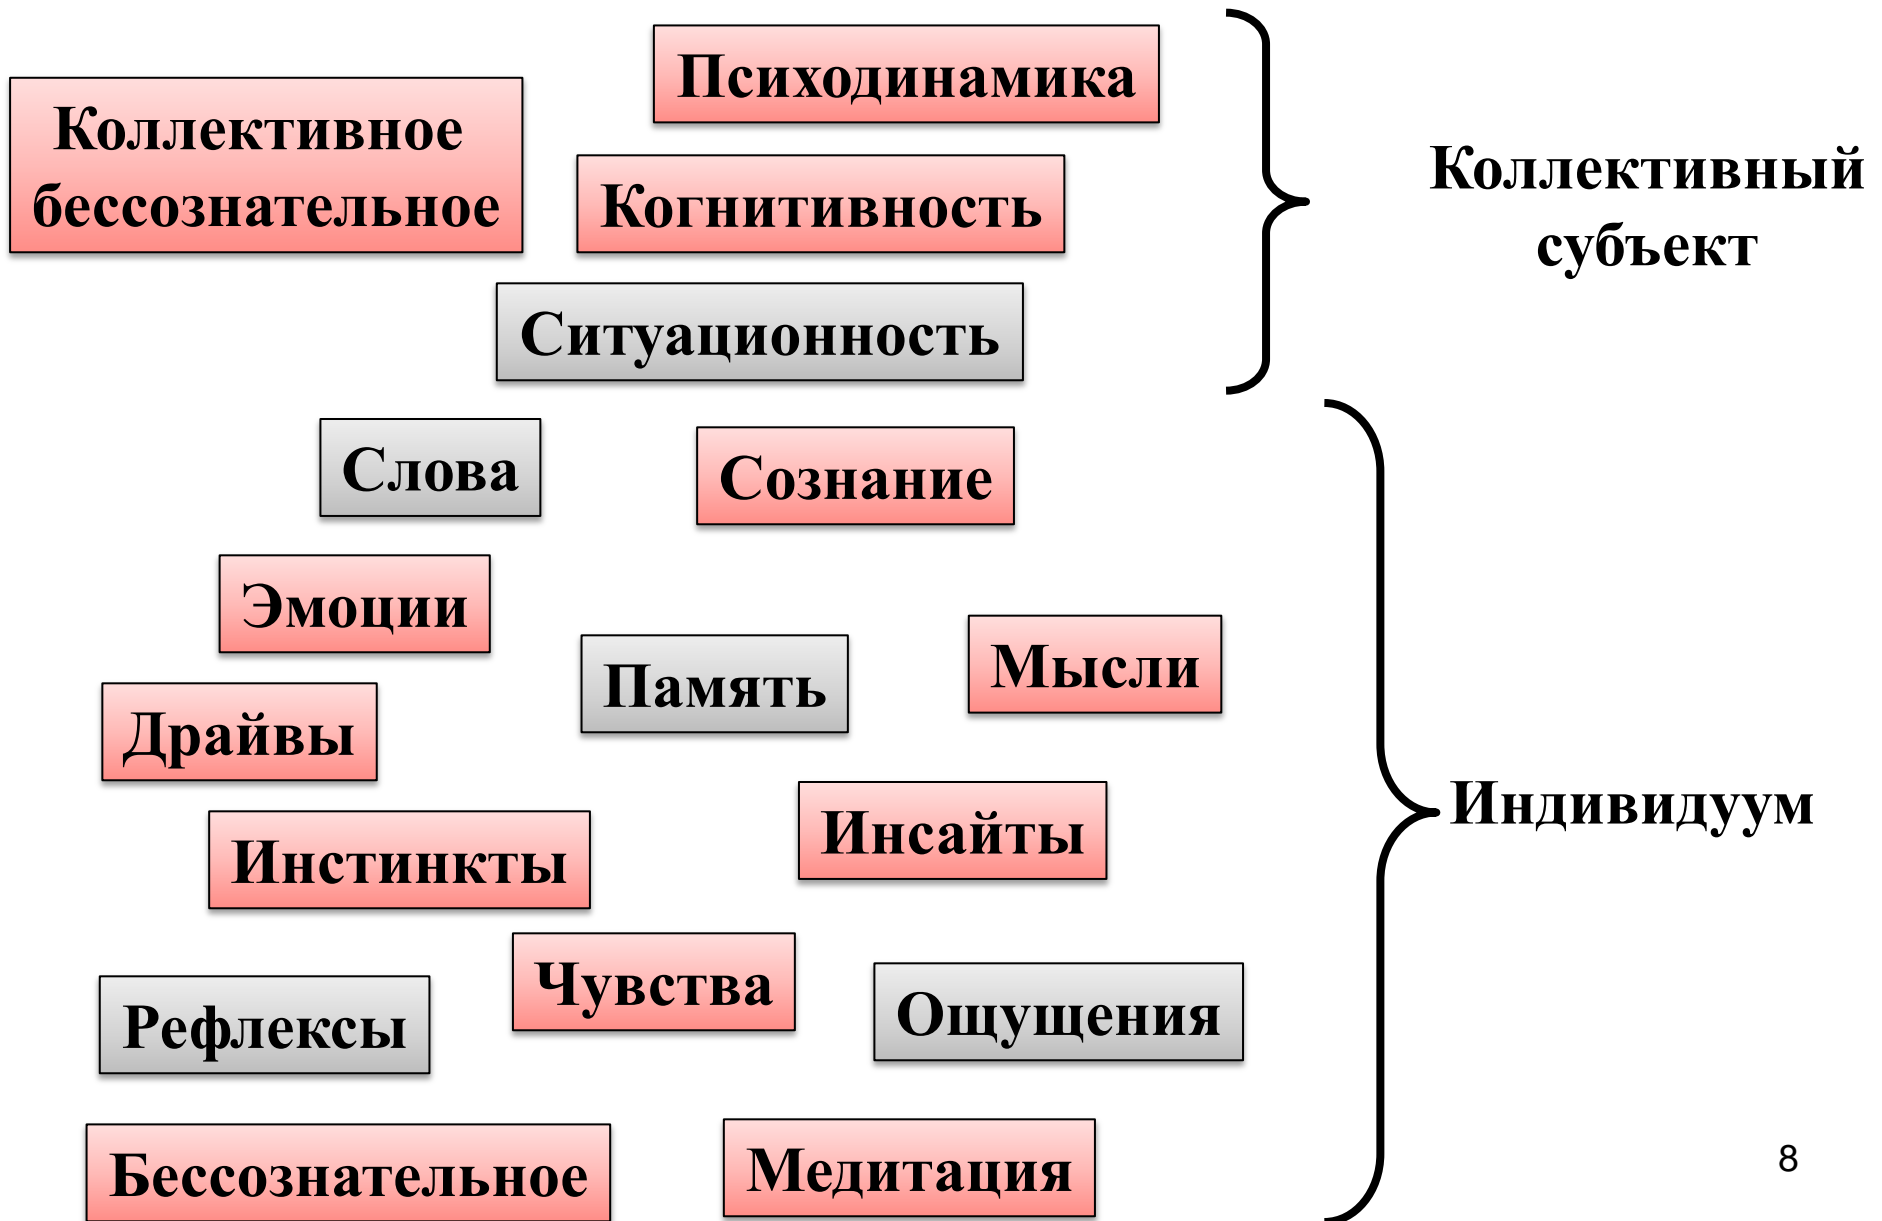 Психодинамика
Коллективное
бессознательное
Когнитивность
Коллективный
субъект
Ситуационность
Слова
Сознание
Эмоции
Память
Мысли
Драйвы
Инстинкты
Инсайты
Индивидуум
Чувства
Рефлексы
Ощущения
Бессознательное
Медитация
8